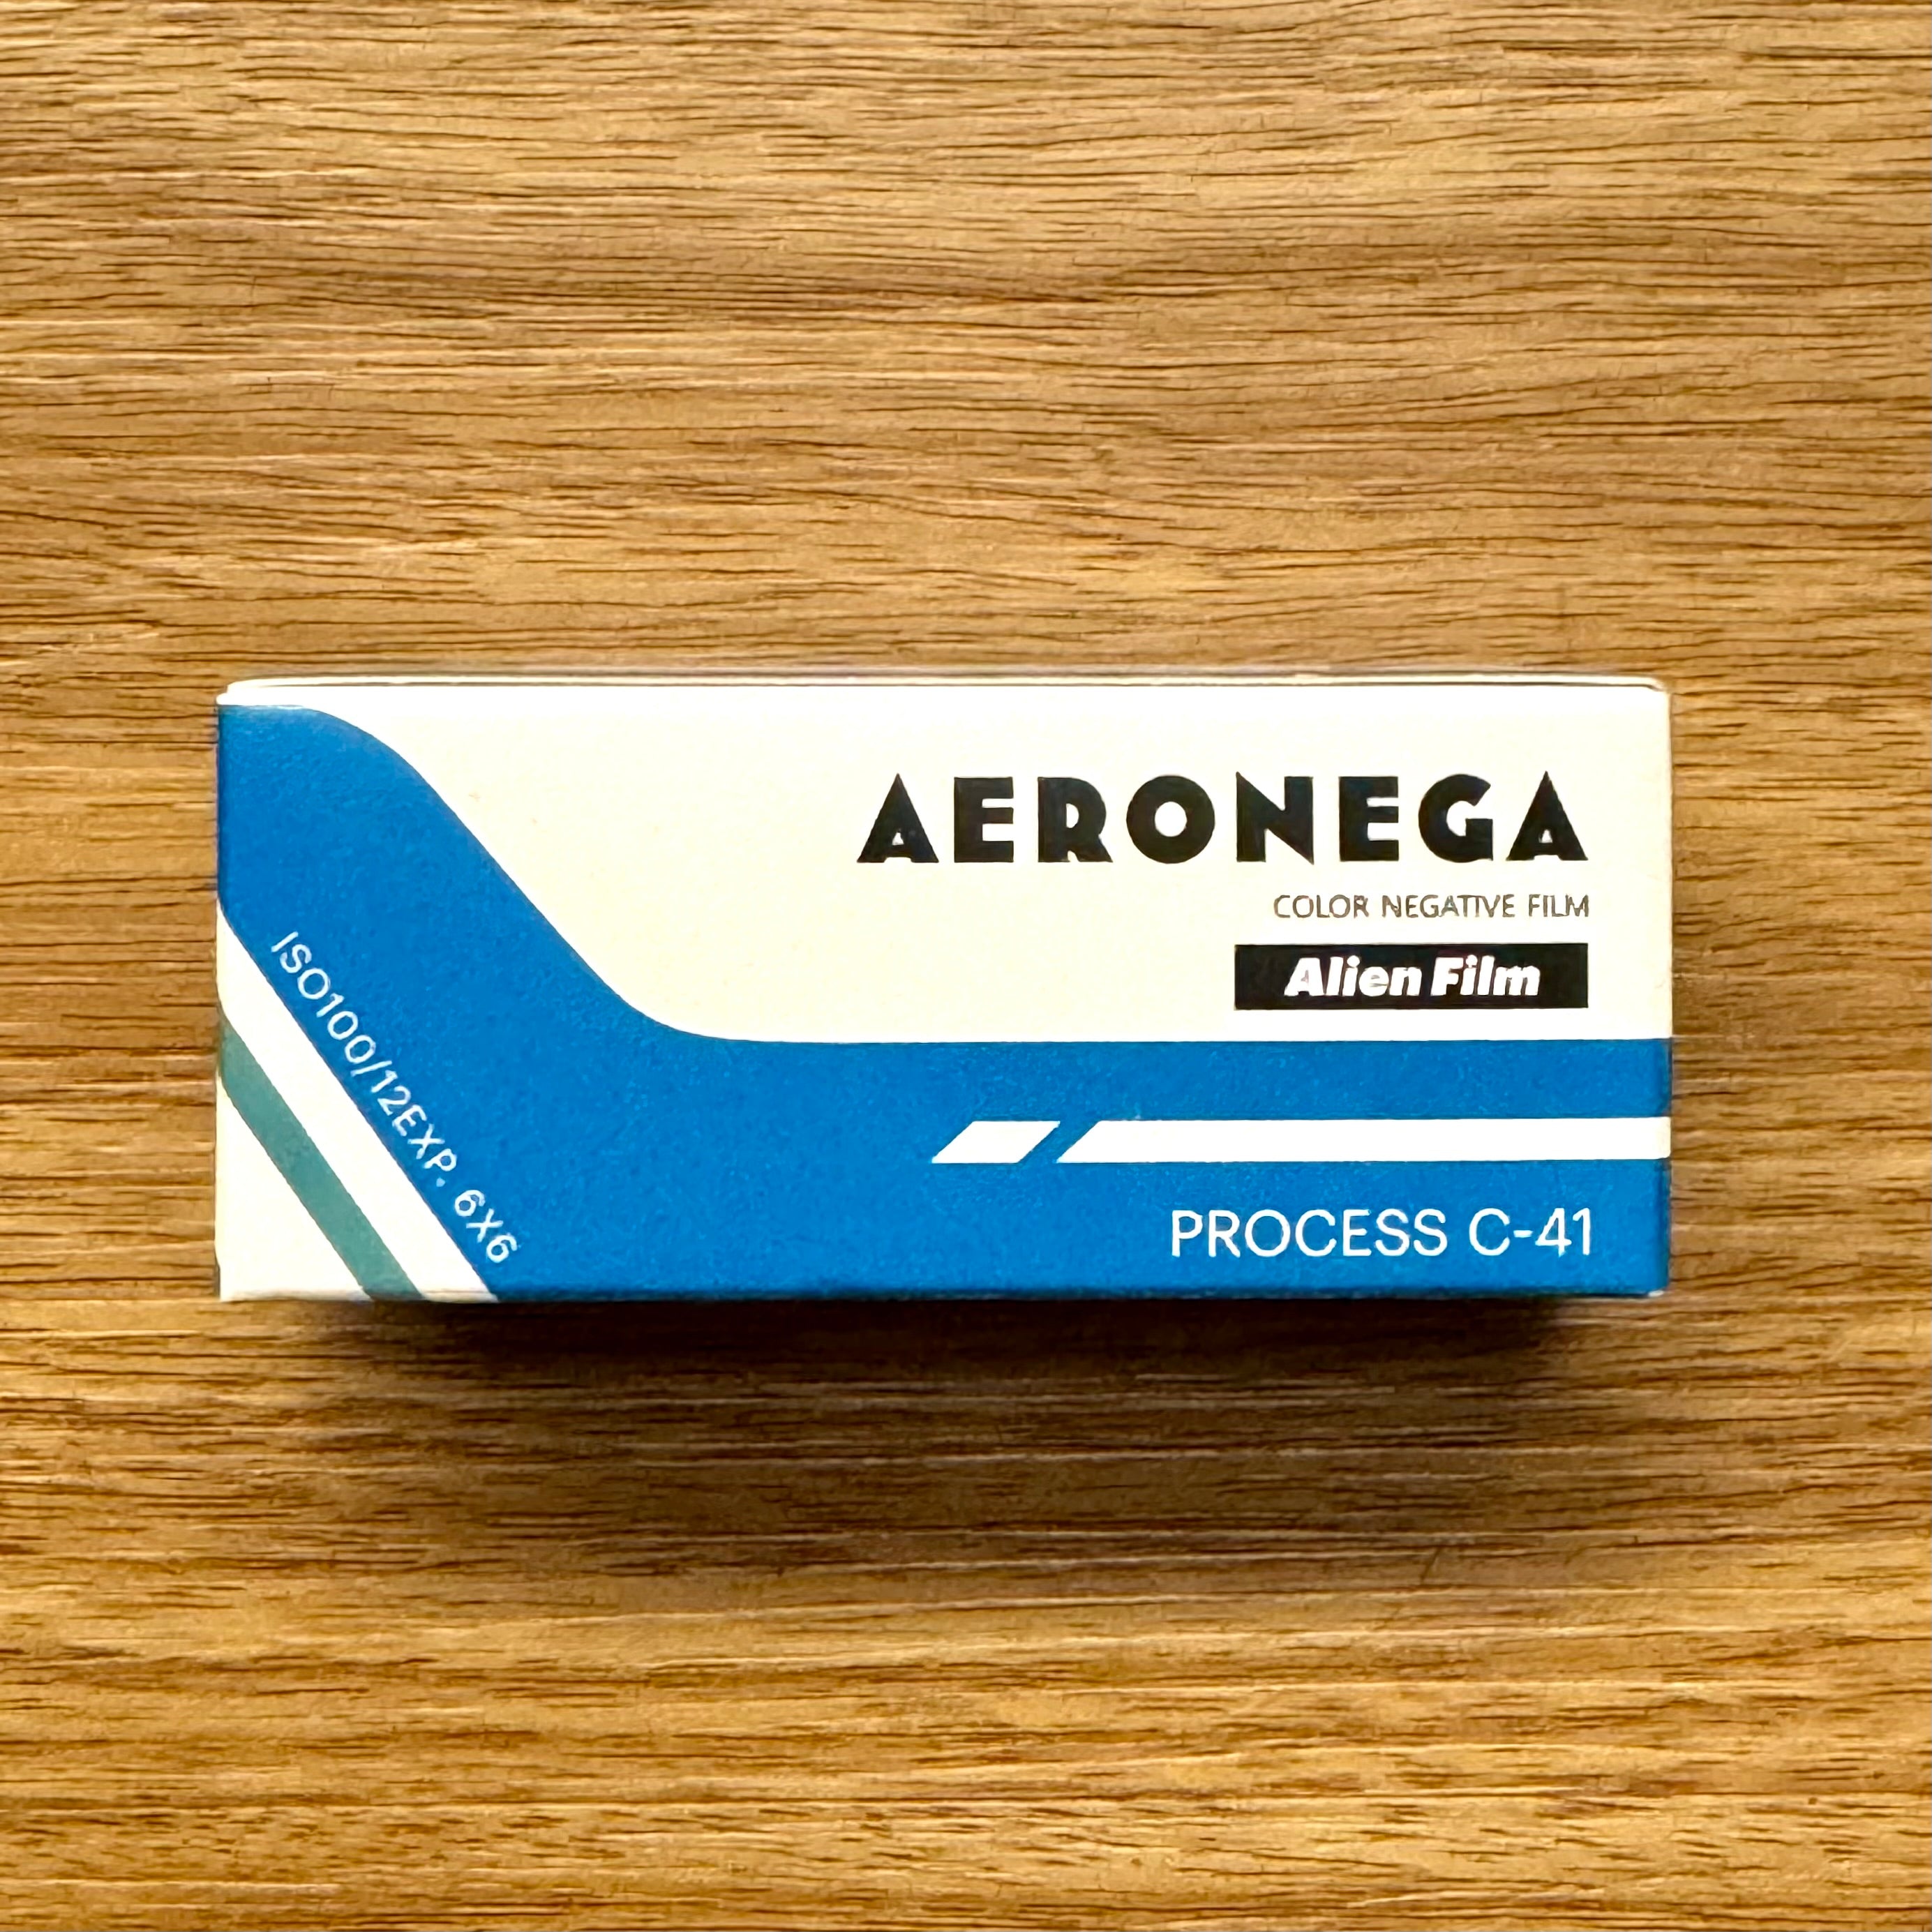 AERONEGA
COLOR NEGATIVE FILM
Alien Film
ISO100/12EXP. 6X6
PROCESS C-41